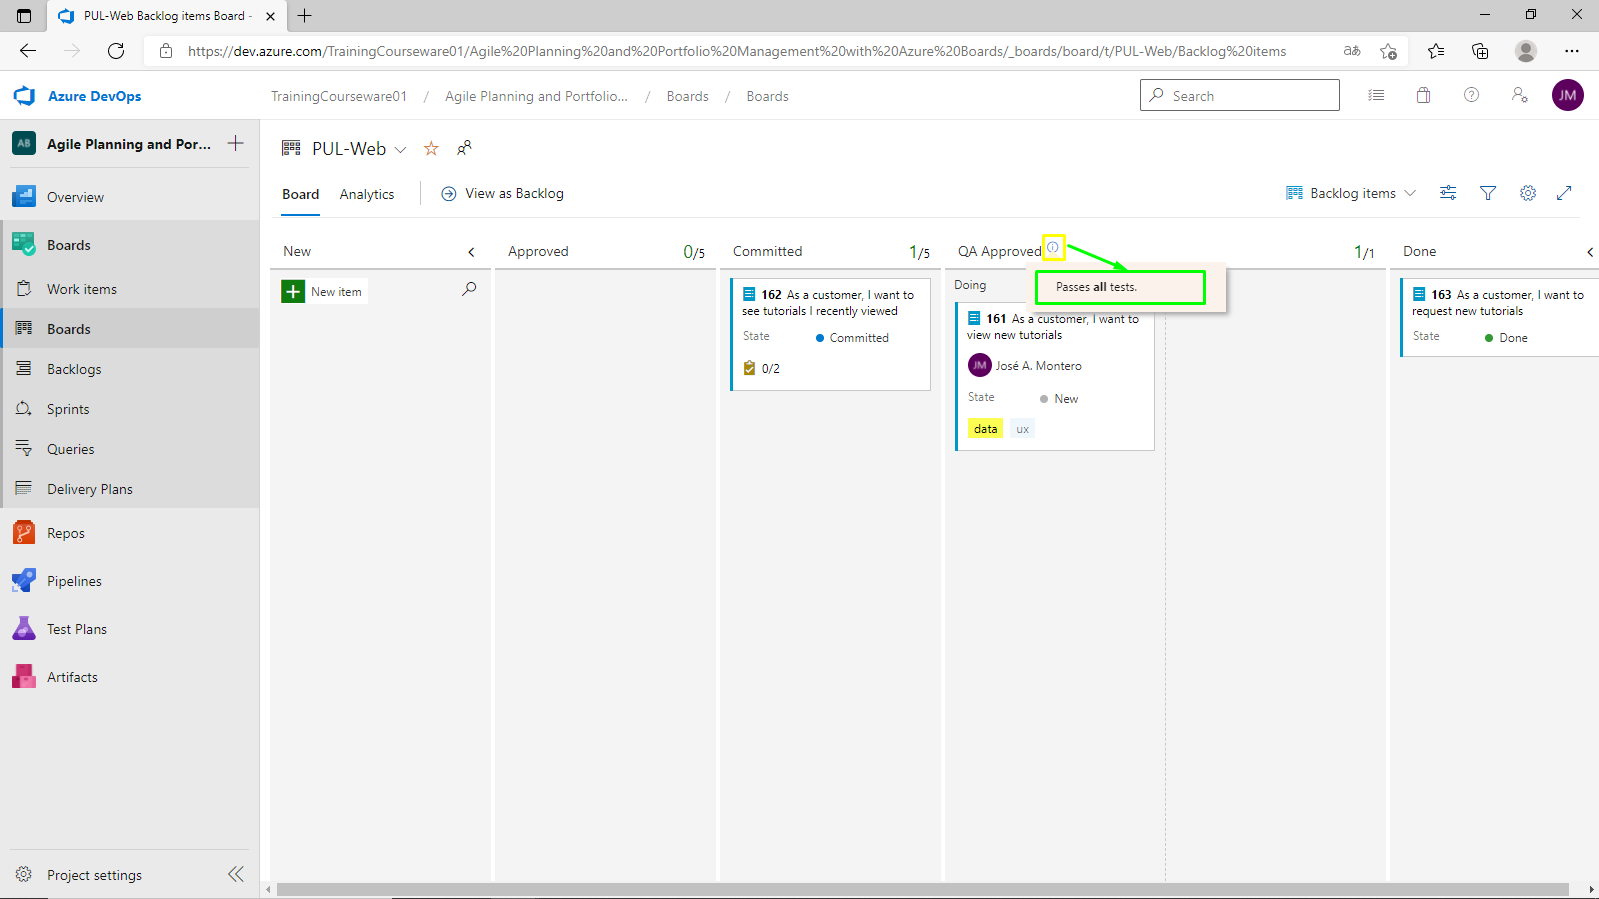 PUL-Web Backlog items Board -
https://dev.azure.com/TrainingCourseware01/Agile%20Planning%20and%20Portfolio%20Management%20with%20Azure%20Boards/_boards/board/t/PUL-Web/Backlog%20items
aあ
Azure DevOps
TrainingCourseware01 / Agile Planning and Portfolio... / Boards / Boards
Search
JM
AB Agile Planning and Por...
Overview
Boards
Work items
Boards
Backlogs
Sprints
Queries
Delivery Plans
Repos
Pipelines
Test Plans
Artifacts
Project settings
PUL-Web
Board Analytics View as Backlog
Backlog items
New
New item
Approved 0/5
Committed 1/5
162 As a customer, I want to
see tutorials I recently viewed
State Committed
0/2
QA Approved 1/1
Passes all tests.
Doing
161 As a customer, I want to
view new tutorials
JM José A. Montero
State New
data ux
Done
163 As a customer, I want to
request new tutorials
State Done